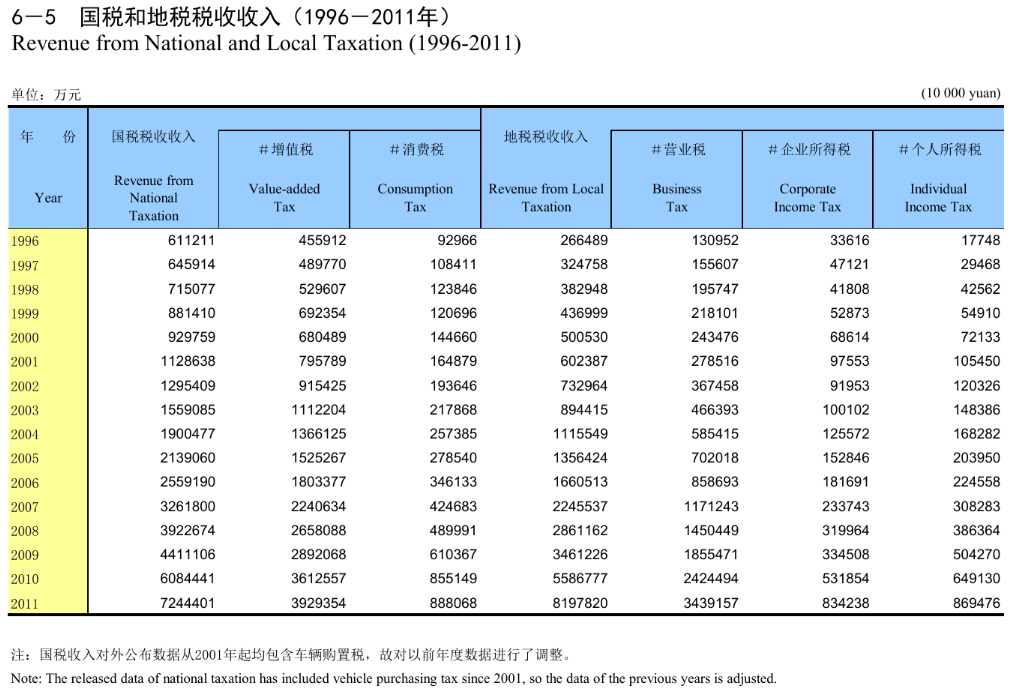 6－5　国税和地税税收收入（1996－2011年）
Revenue from National and Local Taxation (1996-2011)
单位：万元 (10 000 yuan)
年 份 国税税收收入 #增值税 #消费税 地税税收收入 #营业税 #企业所得税 #个人所得税
Year Revenue from National Taxation Value-added Tax Consumption Tax Revenue from Local Taxation Business Tax Corporate Income Tax Individual Income Tax
1996 611211 455912 92966 266489 130952 33616 17748
1997 645914 489770 108411 324758 155607 47121 29468
1998 715077 529607 123846 382948 195747 41808 42562
1999 881410 692354 120696 436999 218101 52873 54910
2000 929759 680489 144660 500530 243476 68614 72133
2001 1128638 795789 164879 602387 278516 97553 105450
2002 1295409 915425 193646 732964 367458 91953 120326
2003 1559085 1112204 217868 894415 466393 100102 148386
2004 1900477 1366125 257385 1115549 585415 125572 168282
2005 2139060 1525267 278540 1356424 702018 152846 203950
2006 2559190 1803377 346133 1660513 858693 181691 224558
2007 3261800 2240634 424683 2245537 1171243 233743 308283
2008 3922674 2658088 489991 2861162 1450449 319964 386364
2009 4411106 2892068 610367 3461226 1855471 334508 504270
2010 6084441 3612557 855149 5586777 2424494 531854 649130
2011 7244401 3929354 888068 8197820 3439157 834238 869476
注：国税收入对外公布数据从2001年起均包含车辆购置税，故对以前年度数据进行了调整。
Note: The released data of national taxation has included vehicle purchasing tax since 2001, so the data of the previous years is adjusted.